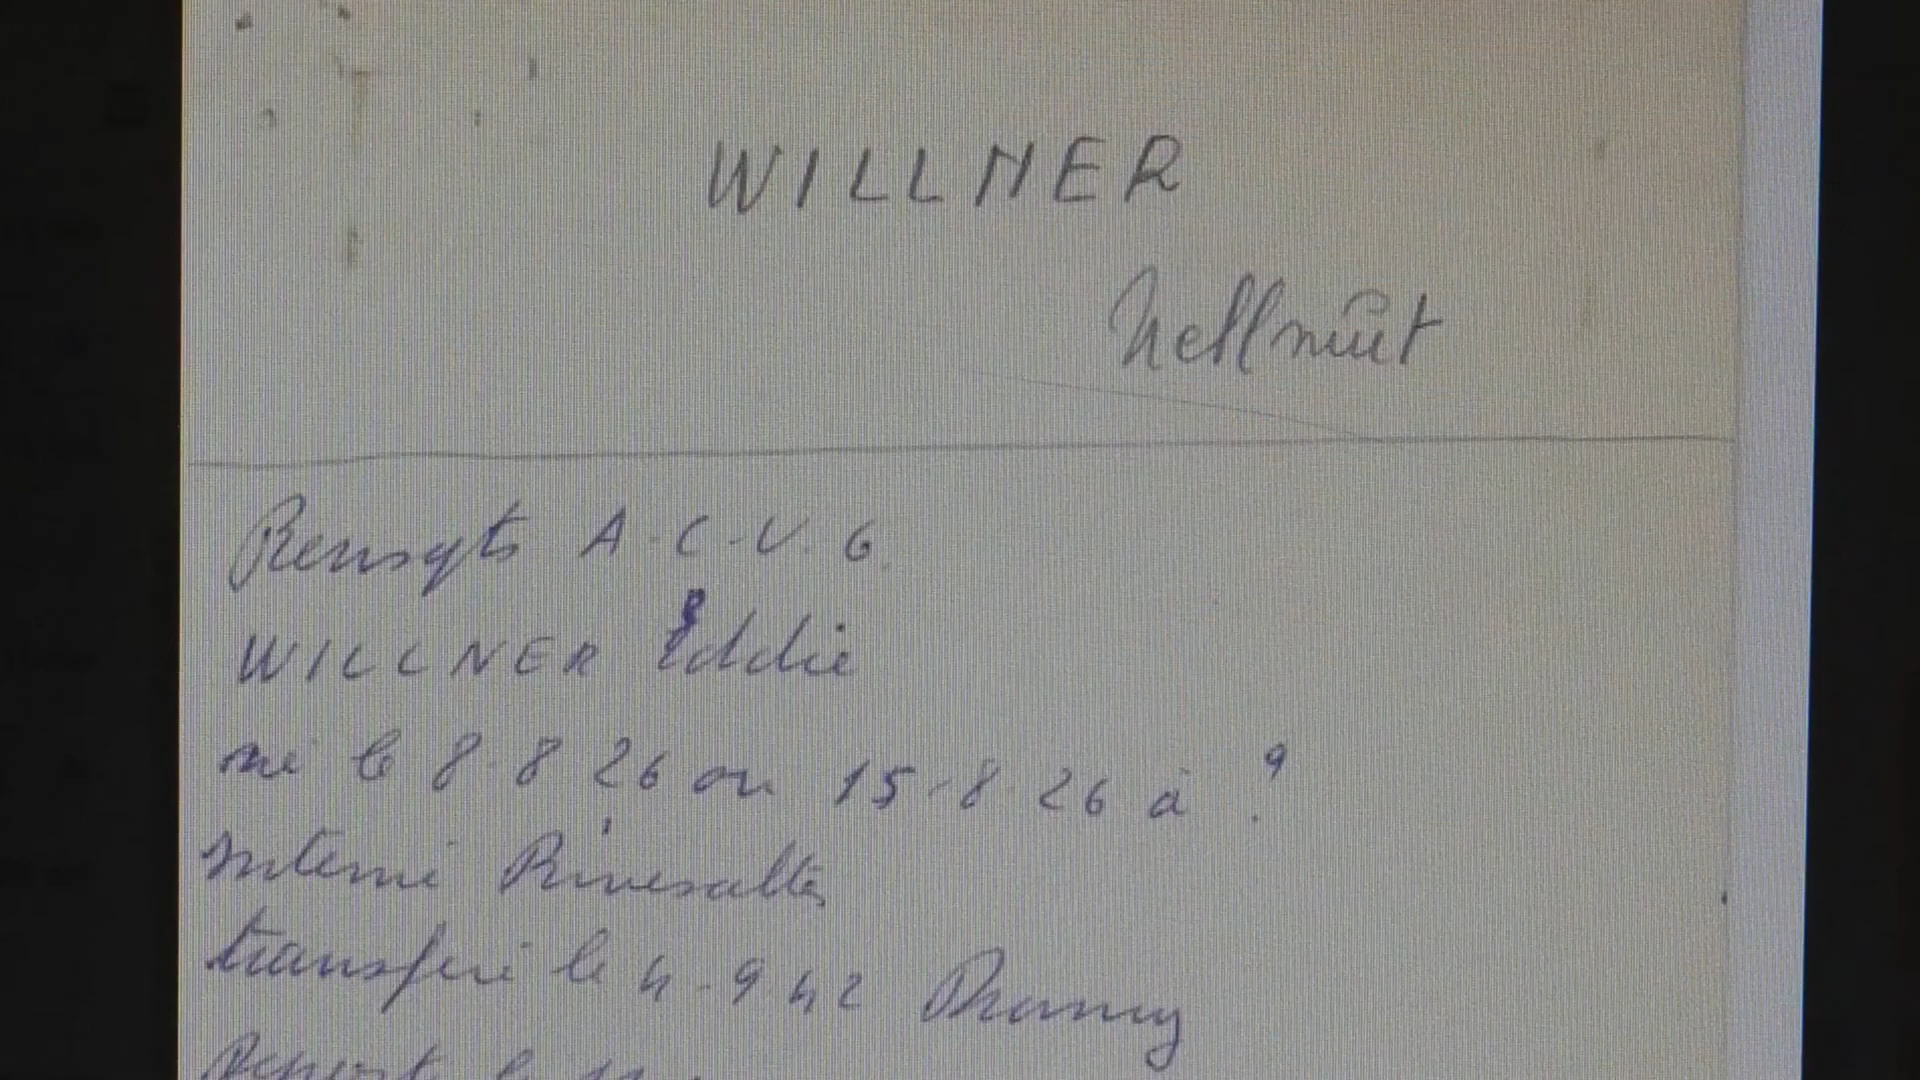 WILLNER
Hellmût
Rensgts A.C.V.G.
WILLNER Eddie
né le 8.8 26 ou 15-8 26 à ?
interné Rivesaltes
transféré le 4.9 42 Drancy